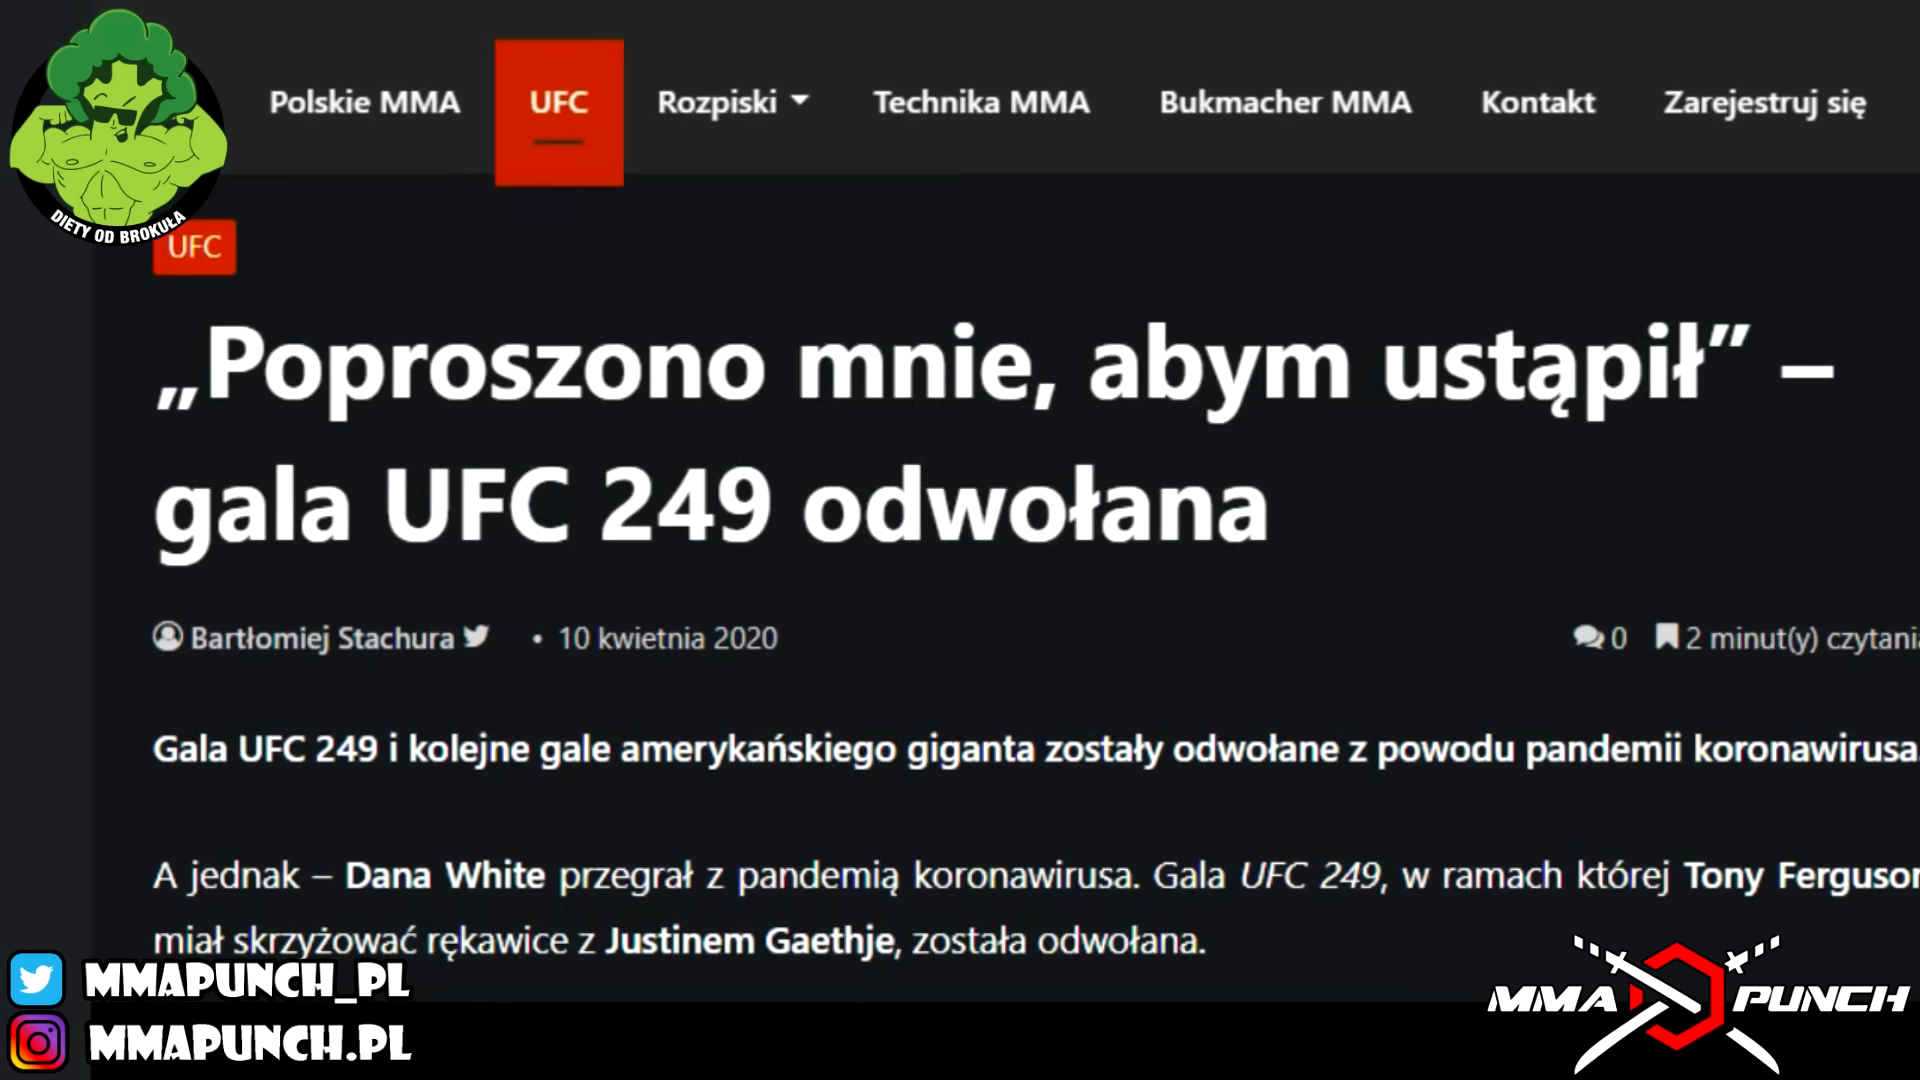 Polskie MMA UFC Rozpiski Technika MMA Bukmacher MMA Kontakt Zarejestruj się
DIETY OD BROKUŁA
UFC
„Poproszono mnie, abym ustąpił” –
gala UFC 249 odwołana
Bartłomiej Stachura • 10 kwietnia 2020 0 2 minut(y) czytania
Gala UFC 249 i kolejne gale amerykańskiego giganta zostały odwołane z powodu pandemii koronawirusa.
A jednak – Dana White przegrał z pandemią koronawirusa. Gala UFC 249, w ramach której Tony Ferguson
miał skrzyżować rękawice z Justinem Gaethje, została odwołana.
MMAPUNCH_PL
MMAPUNCH.PL
MMA PUNCH